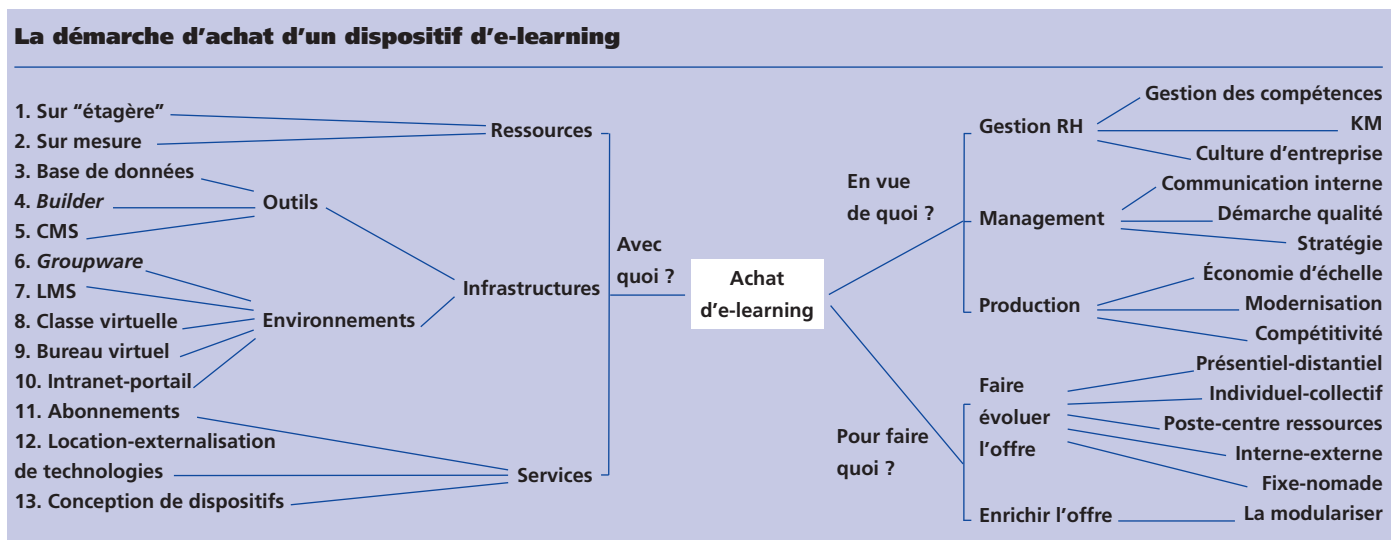 La démarche d'achat d'un dispositif d'e-learning
1. Sur “étagère”
2. Sur mesure
3. Base de données
4. Builder
5. CMS
6. Groupware
7. LMS
8. Classe virtuelle
9. Bureau virtuel
10. Intranet-portail
11. Abonnements
12. Location-externalisation
de technologies
13. Conception de dispositifs
Ressources
Outils
Infrastructures
Environnements
Services
Avec
quoi ?
Achat
d’e-learning
En vue
de quoi ?
Pour faire
quoi ?
Gestion RH
Management
Production
Faire
évoluer
l’offre
Enrichir l’offre
Gestion des compétences
KM
Culture d’entreprise
Communication interne
Démarche qualité
Stratégie
Économie d’échelle
Modernisation
Compétitivité
Présentiel-distantiel
Individuel-collectif
Poste-centre ressources
Interne-externe
Fixe-nomade
La modulariser